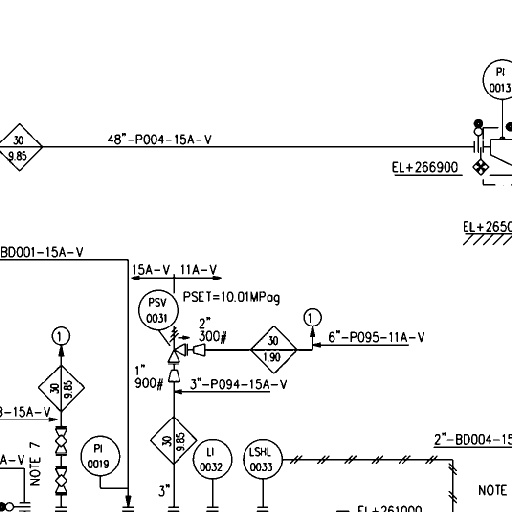 PI
0013
30
9.85
48"-P004-15A-V
EL+266900
EL+2650
BD001-15A-V
15A-V 11A-V
PSV
0031
PSET=10.01MPag
2"
300#
1
30
1.90
6"-P095-11A-V
1
1"
900#
3"-P094-15A-V
30
9.85
-15A-V
30
9.85
2"-BD004-15
PI
0019
LI
0032
LSHL
0033
A-V
NOTE 7
3"
NOTE
EL+261000